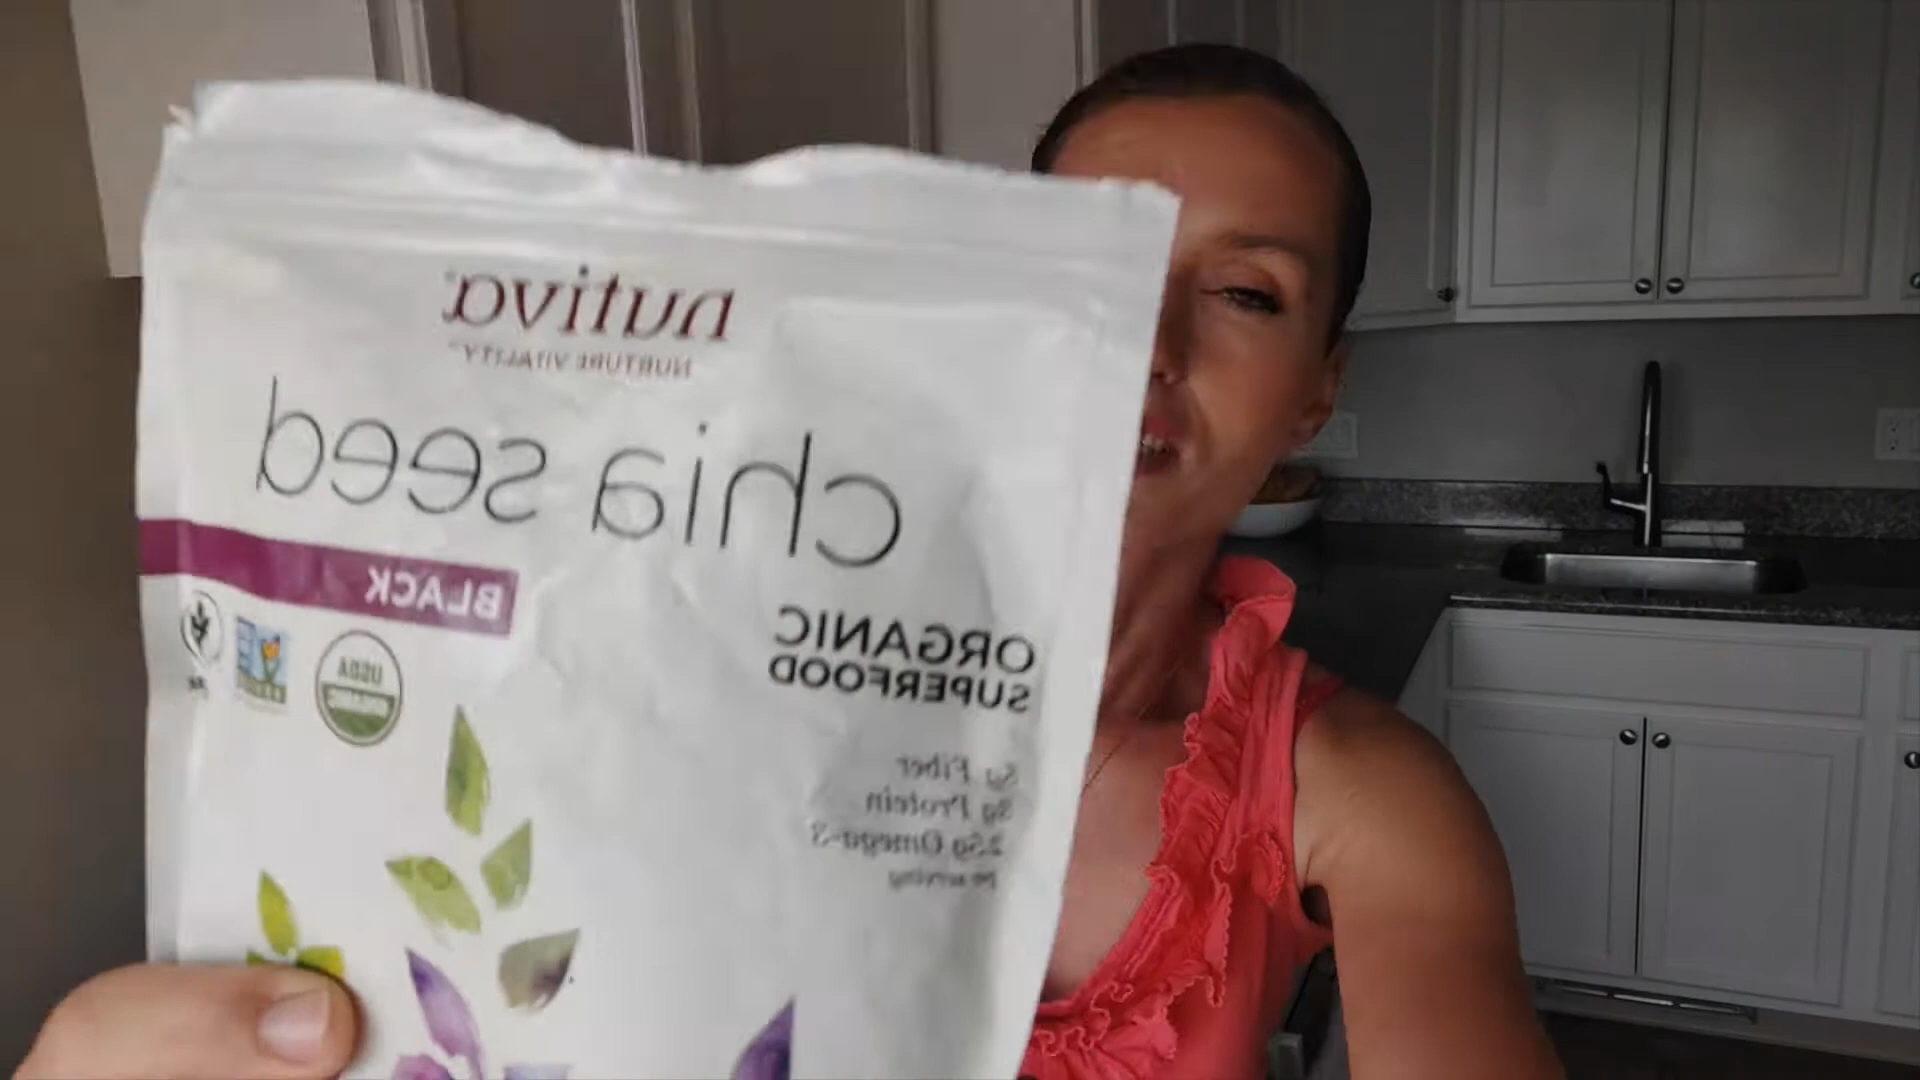 nutiva
NURTURE VITALITY™
chia seed
BLACK
ORGANIC
SUPERFOOD
USDA
ORGANIC
5g Fiber
3g Protein
2.5g Omega-3
per serving